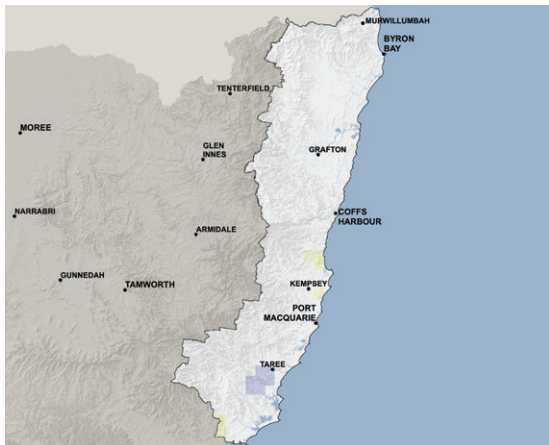 MURWILLUMBAH
BYRON
BAY
TENTERFIELD
MOREE
GLEN
INNES
GRAFTON
NARRABRI
COFFS
HARBOUR
ARMIDALE
GUNNEDAH
TAMWORTH
KEMPSEY
PORT
MACQUARIE
TAREE